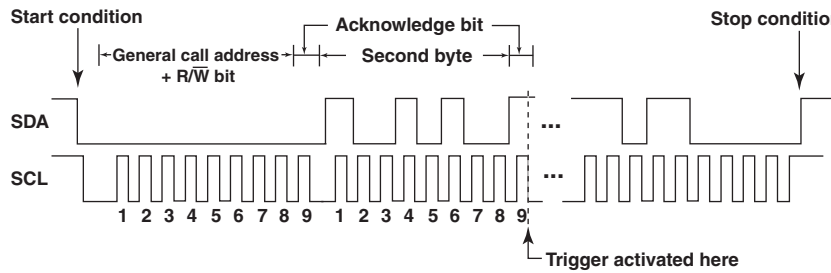 Start condition
Acknowledge bit
Stop conditio
General call address
+ R/W̅ bit
Second byte
SDA
...
SCL
...
1 2 3 4 5 6 7 8 9 1 2 3 4 5 6 7 8 9
Trigger activated here